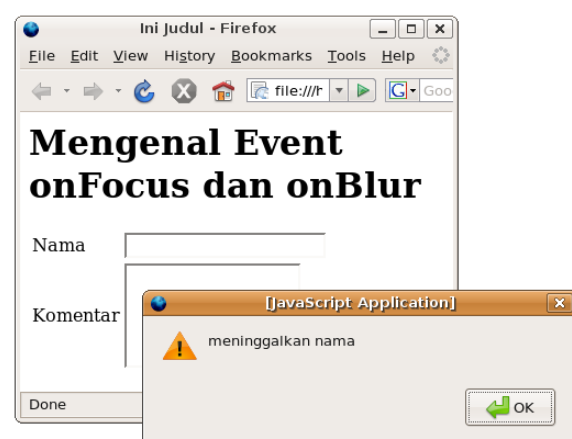 Ini Judul - Firefox
File Edit View History Bookmarks Tools Help
file:///h G Goo
Mengenal Event
onFocus dan onBlur
Nama
Komentar
[JavaScript Application]
meninggalkan nama
OK
Done